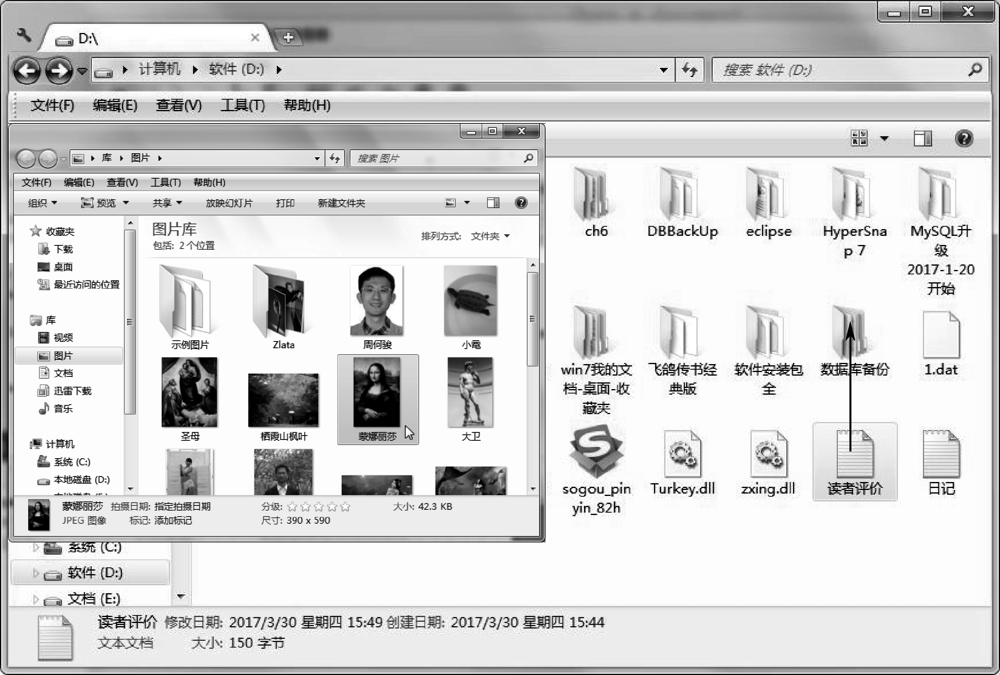 D:\
计算机 软件 (D:)
搜索 软件 (D:)
文件(F) 编辑(E) 查看(V) 工具(T) 帮助(H)
库 图片
搜索 图片
文件(F) 编辑(E) 查看(V) 工具(T) 帮助(H)
组织 预览 共享 放映幻灯片 打印 新建文件夹
收藏夹
下载
桌面
最近访问的位置
库
视频
图片
文档
迅雷下载
音乐
计算机
系统 (C:)
本地磁盘 (D:)
图片库
包括: 2 个位置
排列方式: 文件夹
示例图片 Zlata 周何骏 小鼋
圣母 栖霞山枫叶 蒙娜丽莎 大卫
蒙娜丽莎 拍摄日期: 指定拍摄日期 分级: 大小: 42.3 KB
JPEG 图像 标记: 添加标记 尺寸: 390 x 590
ch6
DBBackUp
eclipse
HyperSna
p 7
MySQL升
级
2017-1-20
开始
win7我的文
档-桌面-收
藏夹
飞鸽传书经
典版
软件安装包
全
数据库备份
1.dat
sogou_pin
yin_82h
Turkey.dll
zxing.dll
读者评价
日记
系统 (C:)
软件 (D:)
文档 (E:)
读者评价 修改日期: 2017/3/30 星期四 15:49 创建日期: 2017/3/30 星期四 15:44
文本文档 大小: 150 字节